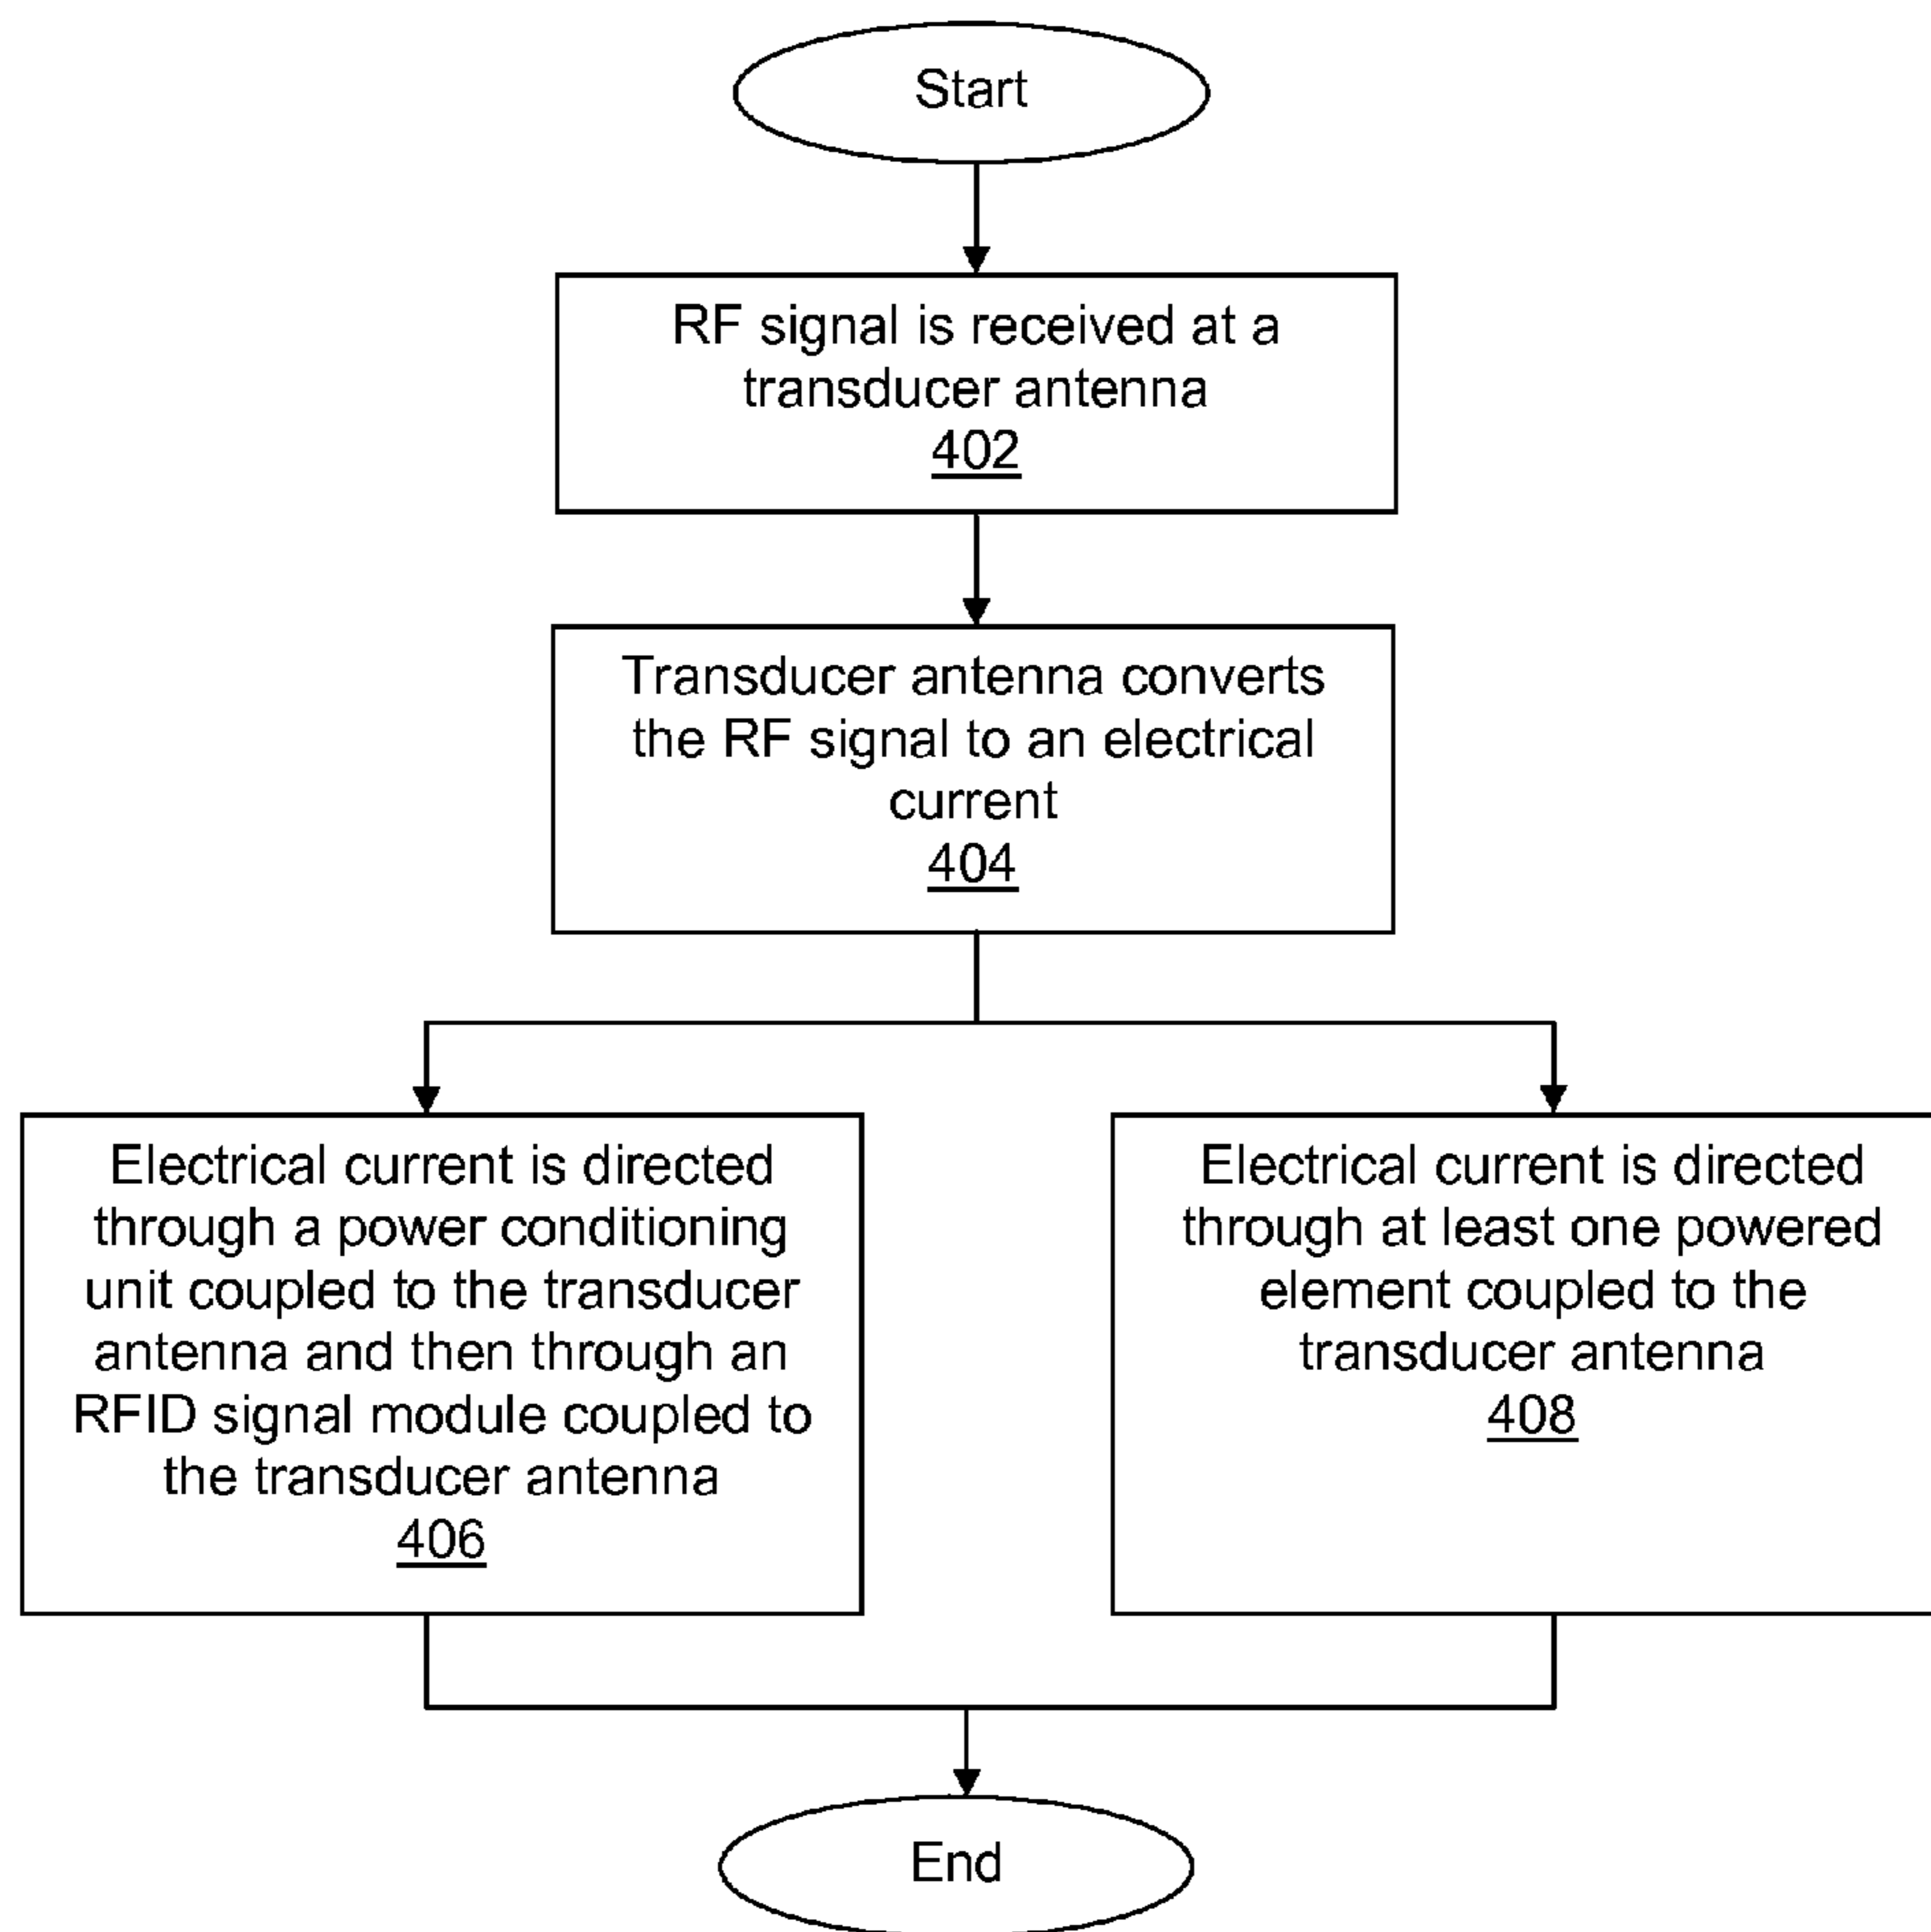 Start
RF signal is received at a
transducer antenna
402
Transducer antenna converts
the RF signal to an electrical
current
404
Electrical current is directed
through a power conditioning
unit coupled to the transducer
antenna and then through an
RFID signal module coupled to
the transducer antenna
406
Electrical current is directed
through at least one powered
element coupled to the
transducer antenna
408
End